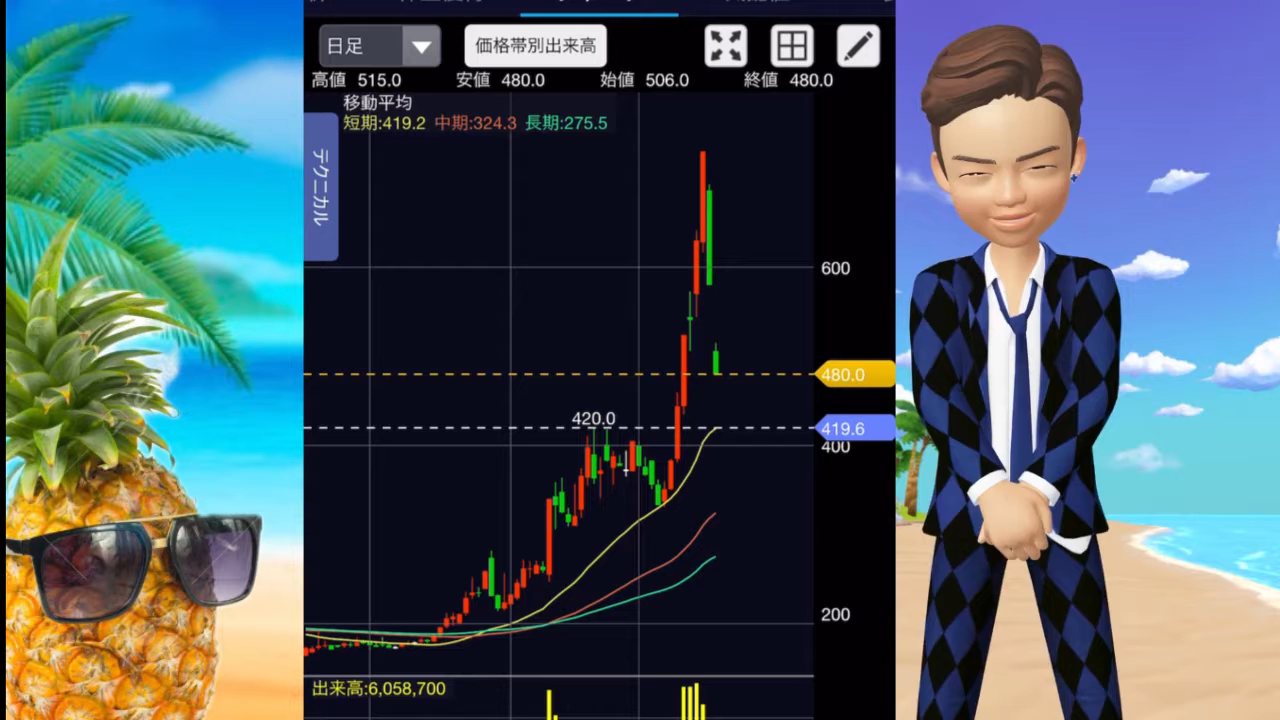 日足
価格帯別出来高
高値 515.0 安値 480.0 始値 506.0 終値 480.0
移動平均
短期:419.2 中期:324.3 長期:275.5
テクニカル
600
480.0
420.0
419.6
400
200
出来高:6,058,700